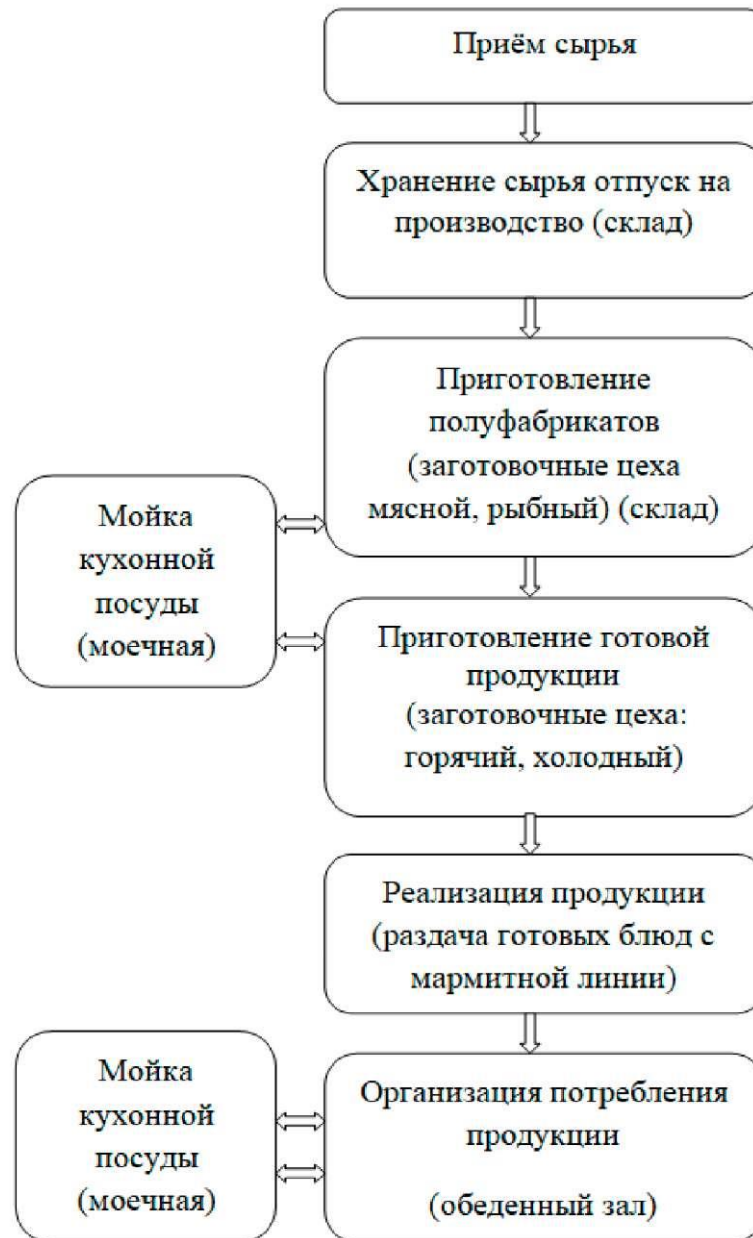 Приём сырья
Хранение сырья отпуск на
производство (склад)
Приготовление
полуфабрикатов
(заготовочные цеха
мясной, рыбный) (склад)
Мойка
кухонной
посуды
(моечная)
Приготовление готовой
продукции
(заготовочные цеха:
горячий, холодный)
Реализация продукции
(раздача готовых блюд с
мармитной линии)
Мойка
кухонной
посуды
(моечная)
Организация потребления
продукции
(обеденный зал)